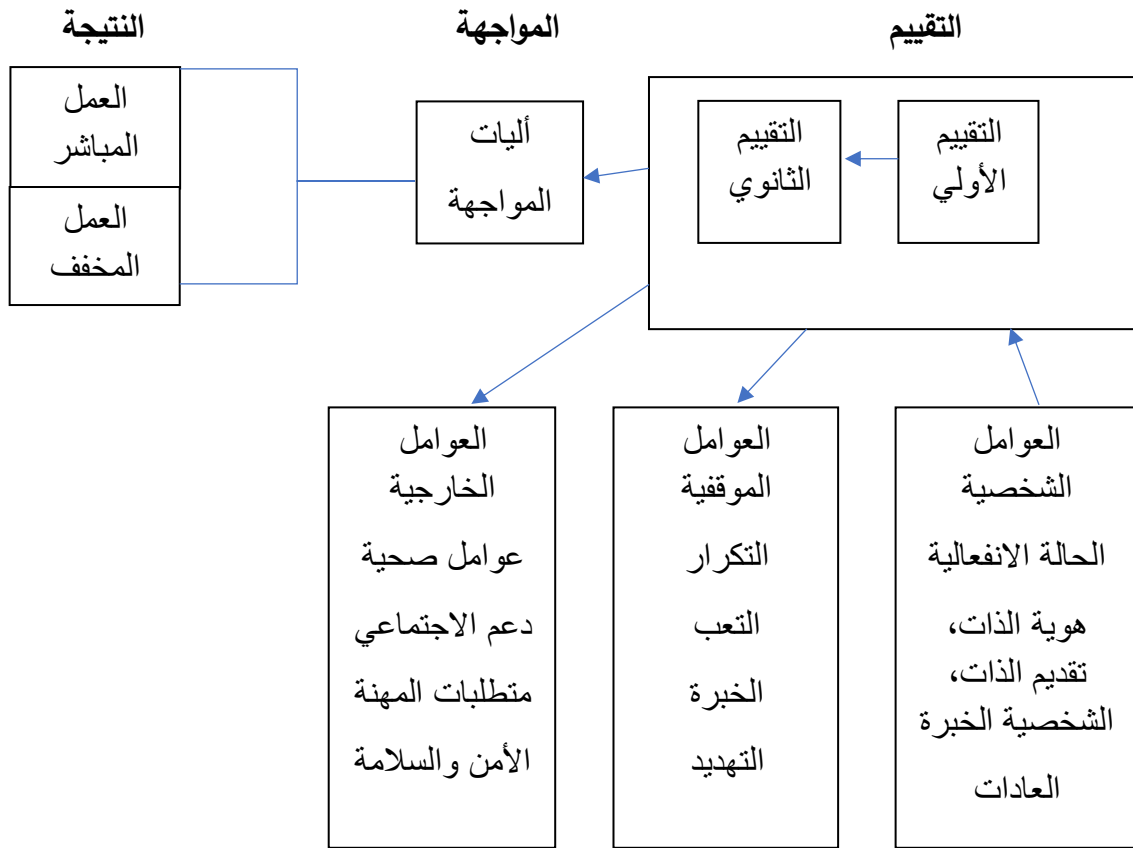 التقييم
المواجهة
النتيجة
التقييم
الأولي
التقييم
الثانوي
أليات
المواجهة
العمل
المباشر
العمل
المخفف
العوامل
الشخصية
الحالة الانفعالية
هوية الذات،
تقديم الذات،
الشخصية الخبرة
العادات
العوامل
الموقفية
التكرار
التعب
الخبرة
التهديد
العوامل
الخارجية
عوامل صحية
دعم الاجتماعي
متطلبات المهنة
الأمن والسلامة